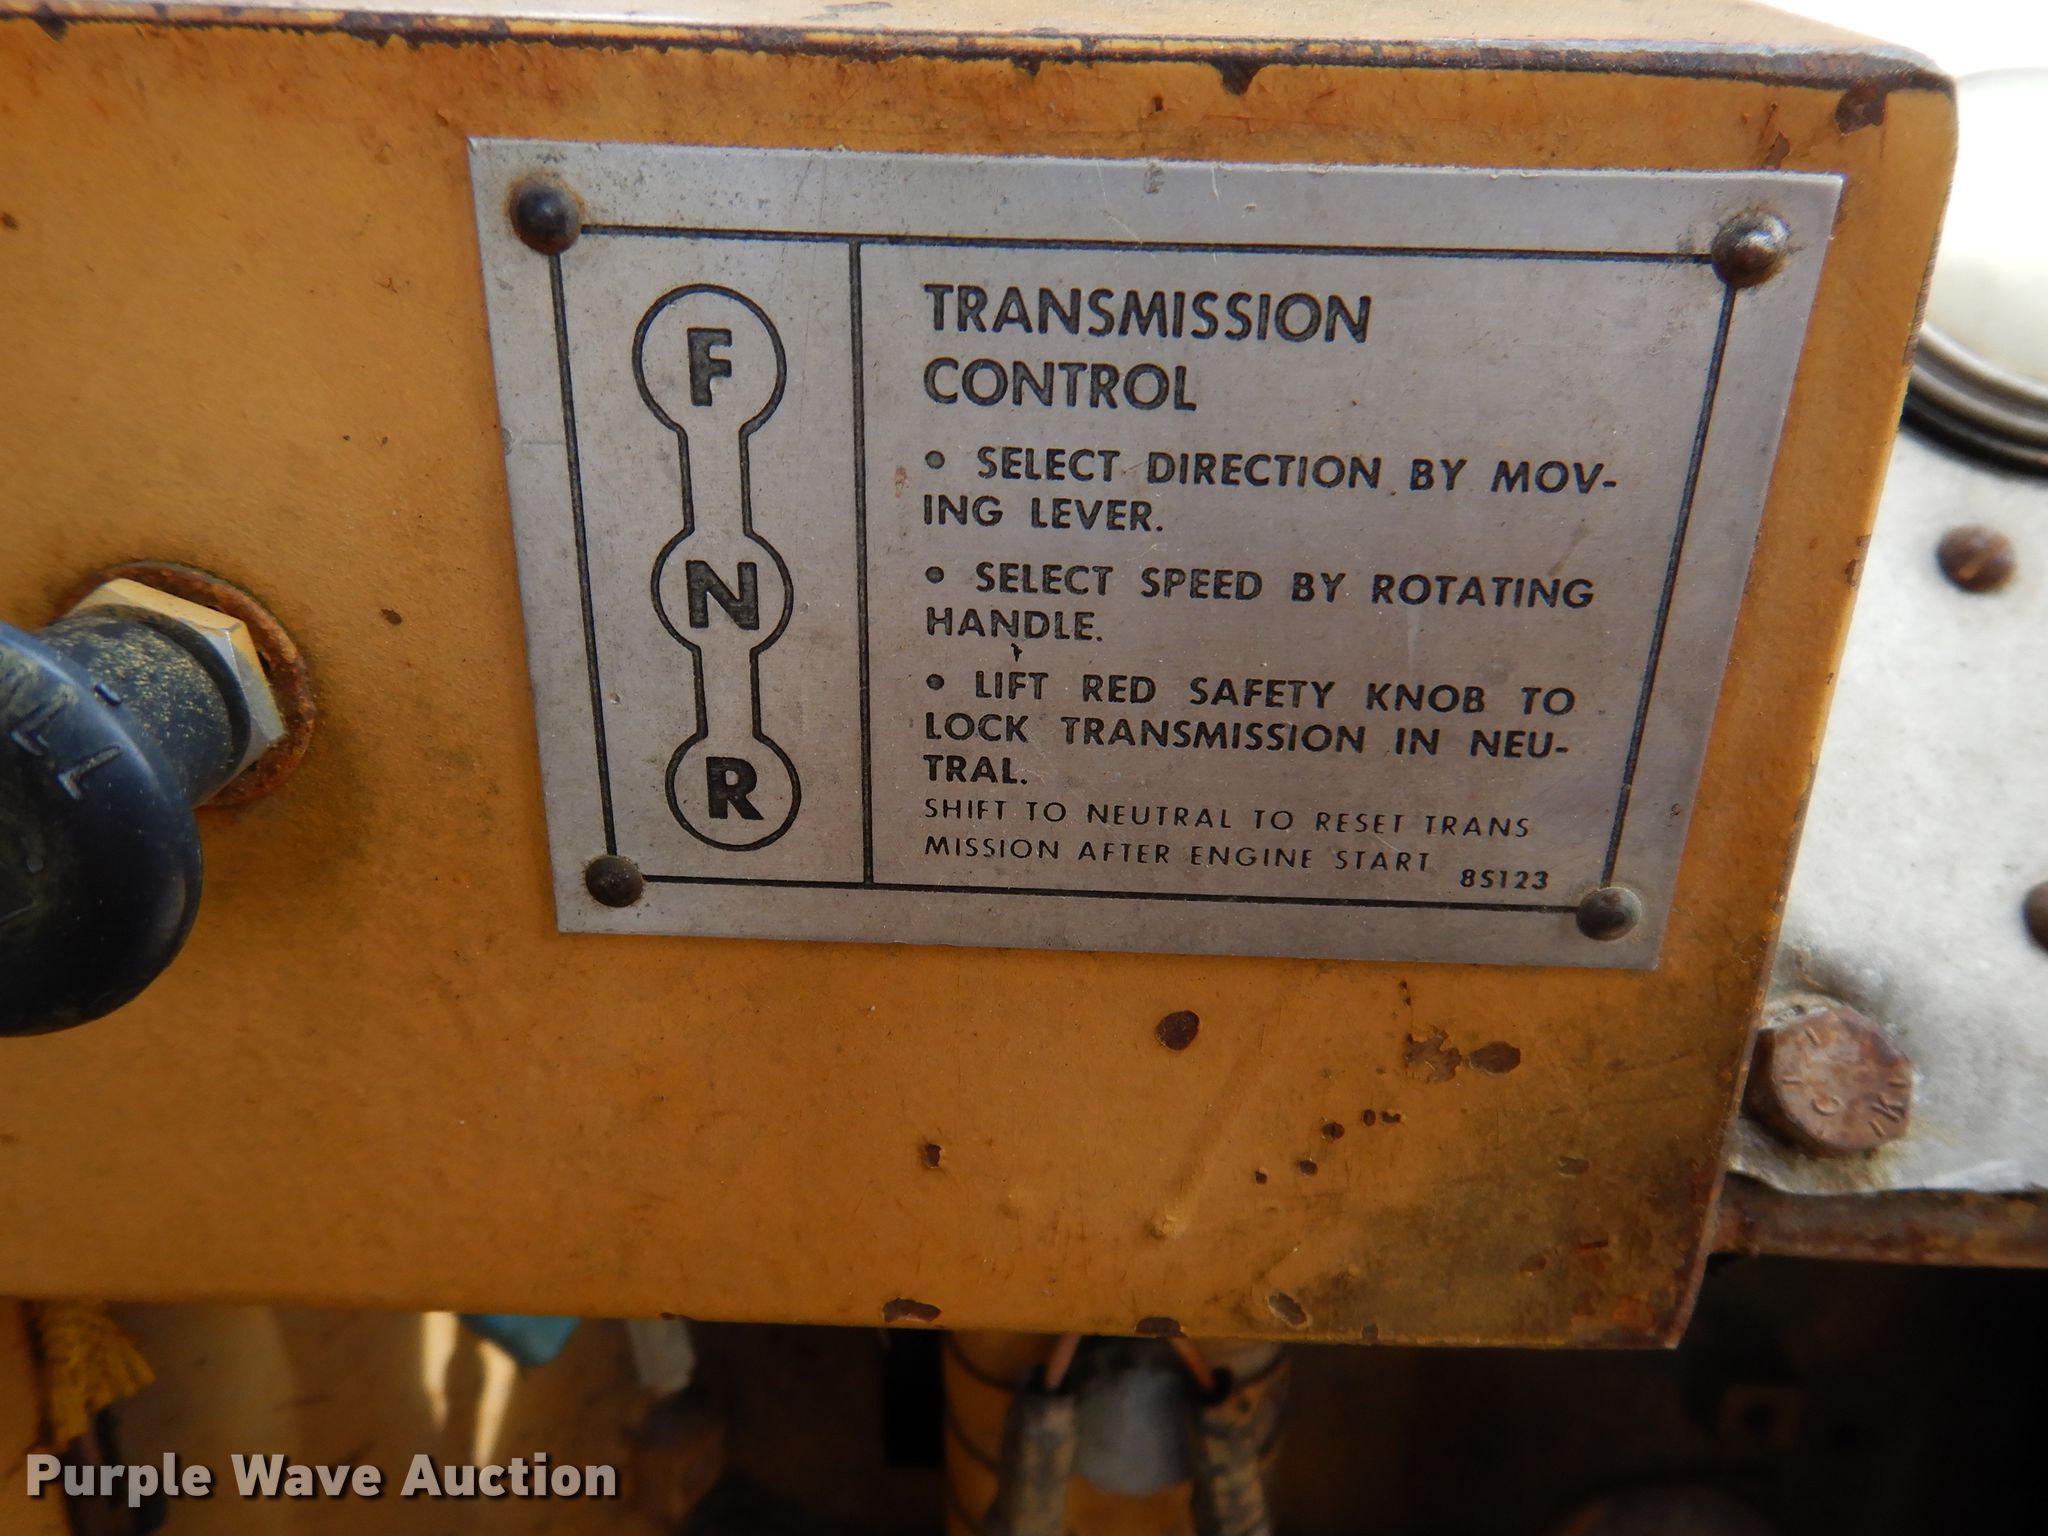 F
N
R
TRANSMISSION
CONTROL
• SELECT DIRECTION BY MOV-
ING LEVER.
• SELECT SPEED BY ROTATING
HANDLE.
• LIFT RED SAFETY KNOB TO
LOCK TRANSMISSION IN NEU-
TRAL.
SHIFT TO NEUTRAL TO RESET TRANS
MISSION AFTER ENGINE START
8S123
Purple Wave Auction